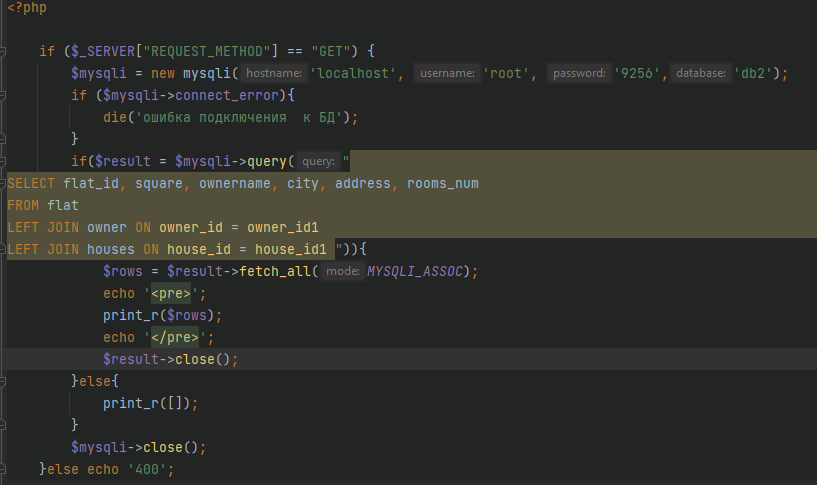 <?php
if ($_SERVER["REQUEST_METHOD"] == "GET") {
$mysqli = new mysqli( hostname: 'localhost', username: 'root', password: '9256', database: 'db2');
if ($mysqli->connect_error){
die('ошибка подключения  к БД');
}
if($result = $mysqli->query( query: "
SELECT flat_id, square, ownername, city, address, rooms_num
FROM flat
LEFT JOIN owner ON owner_id = owner_id1
LEFT JOIN houses ON house_id = house_id1 ")){
$rows = $result->fetch_all( mode: MYSQLI_ASSOC);
echo '<pre>';
print_r($rows);
echo '</pre>';
$result->close();
}else{
print_r([]);
}
$mysqli->close();
}else echo '400';